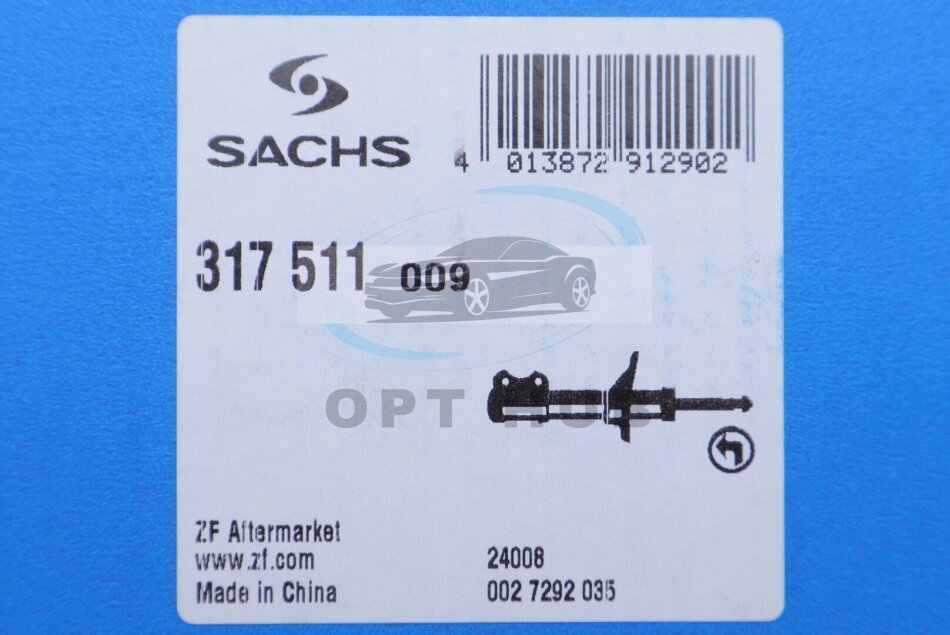 SACHS
4 013872 912902
317 511 009
OPT HUB
ZF Aftermarket
www.zf.com
Made in China
24008
002 7292 035